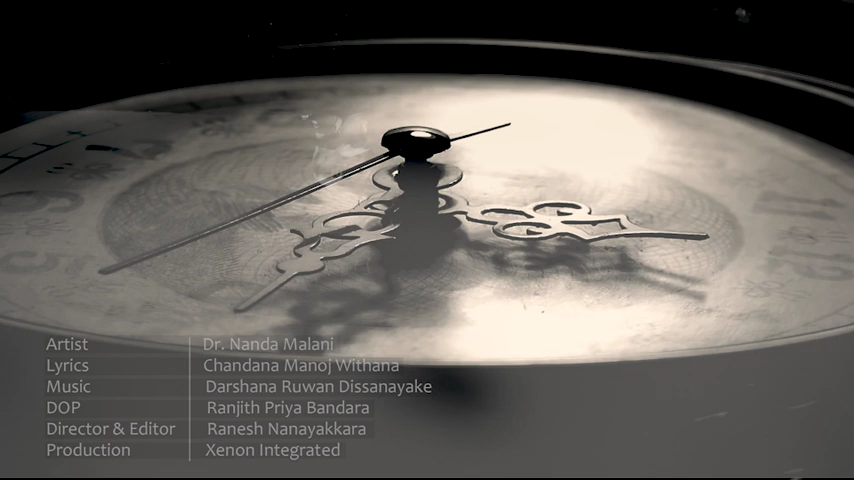 Artist Dr. Nanda Malani
Lyrics Chandana Manoj Withana
Music Darshana Ruwan Dissanayake
DOP Ranjith Priya Bandara
Director & Editor Ranesh Nanayakkara
Production Xenon Integrated